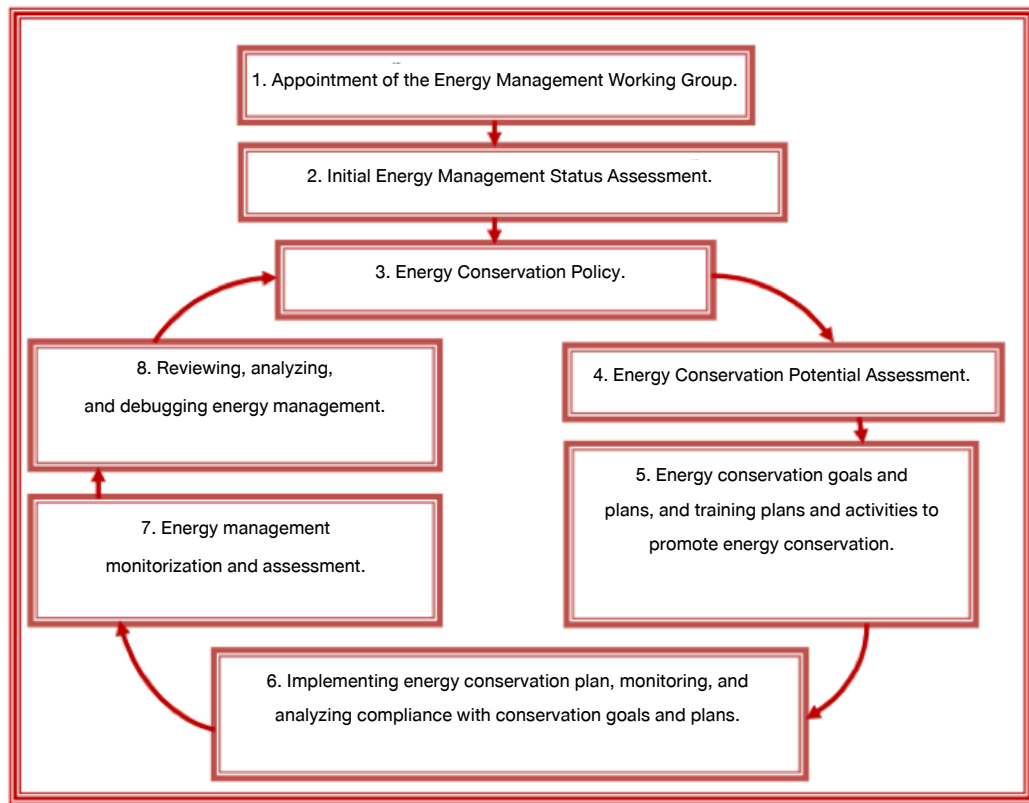 1. Appointment of the Energy Management Working Group.
2. Initial Energy Management Status Assessment.
3. Energy Conservation Policy.
4. Energy Conservation Potential Assessment.
5. Energy conservation goals and
plans, and training plans and activities to
promote energy conservation.
6. Implementing energy conservation plan, monitoring, and
analyzing compliance with conservation goals and plans.
7. Energy management
monitorization and assessment.
8. Reviewing, analyzing,
and debugging energy management.